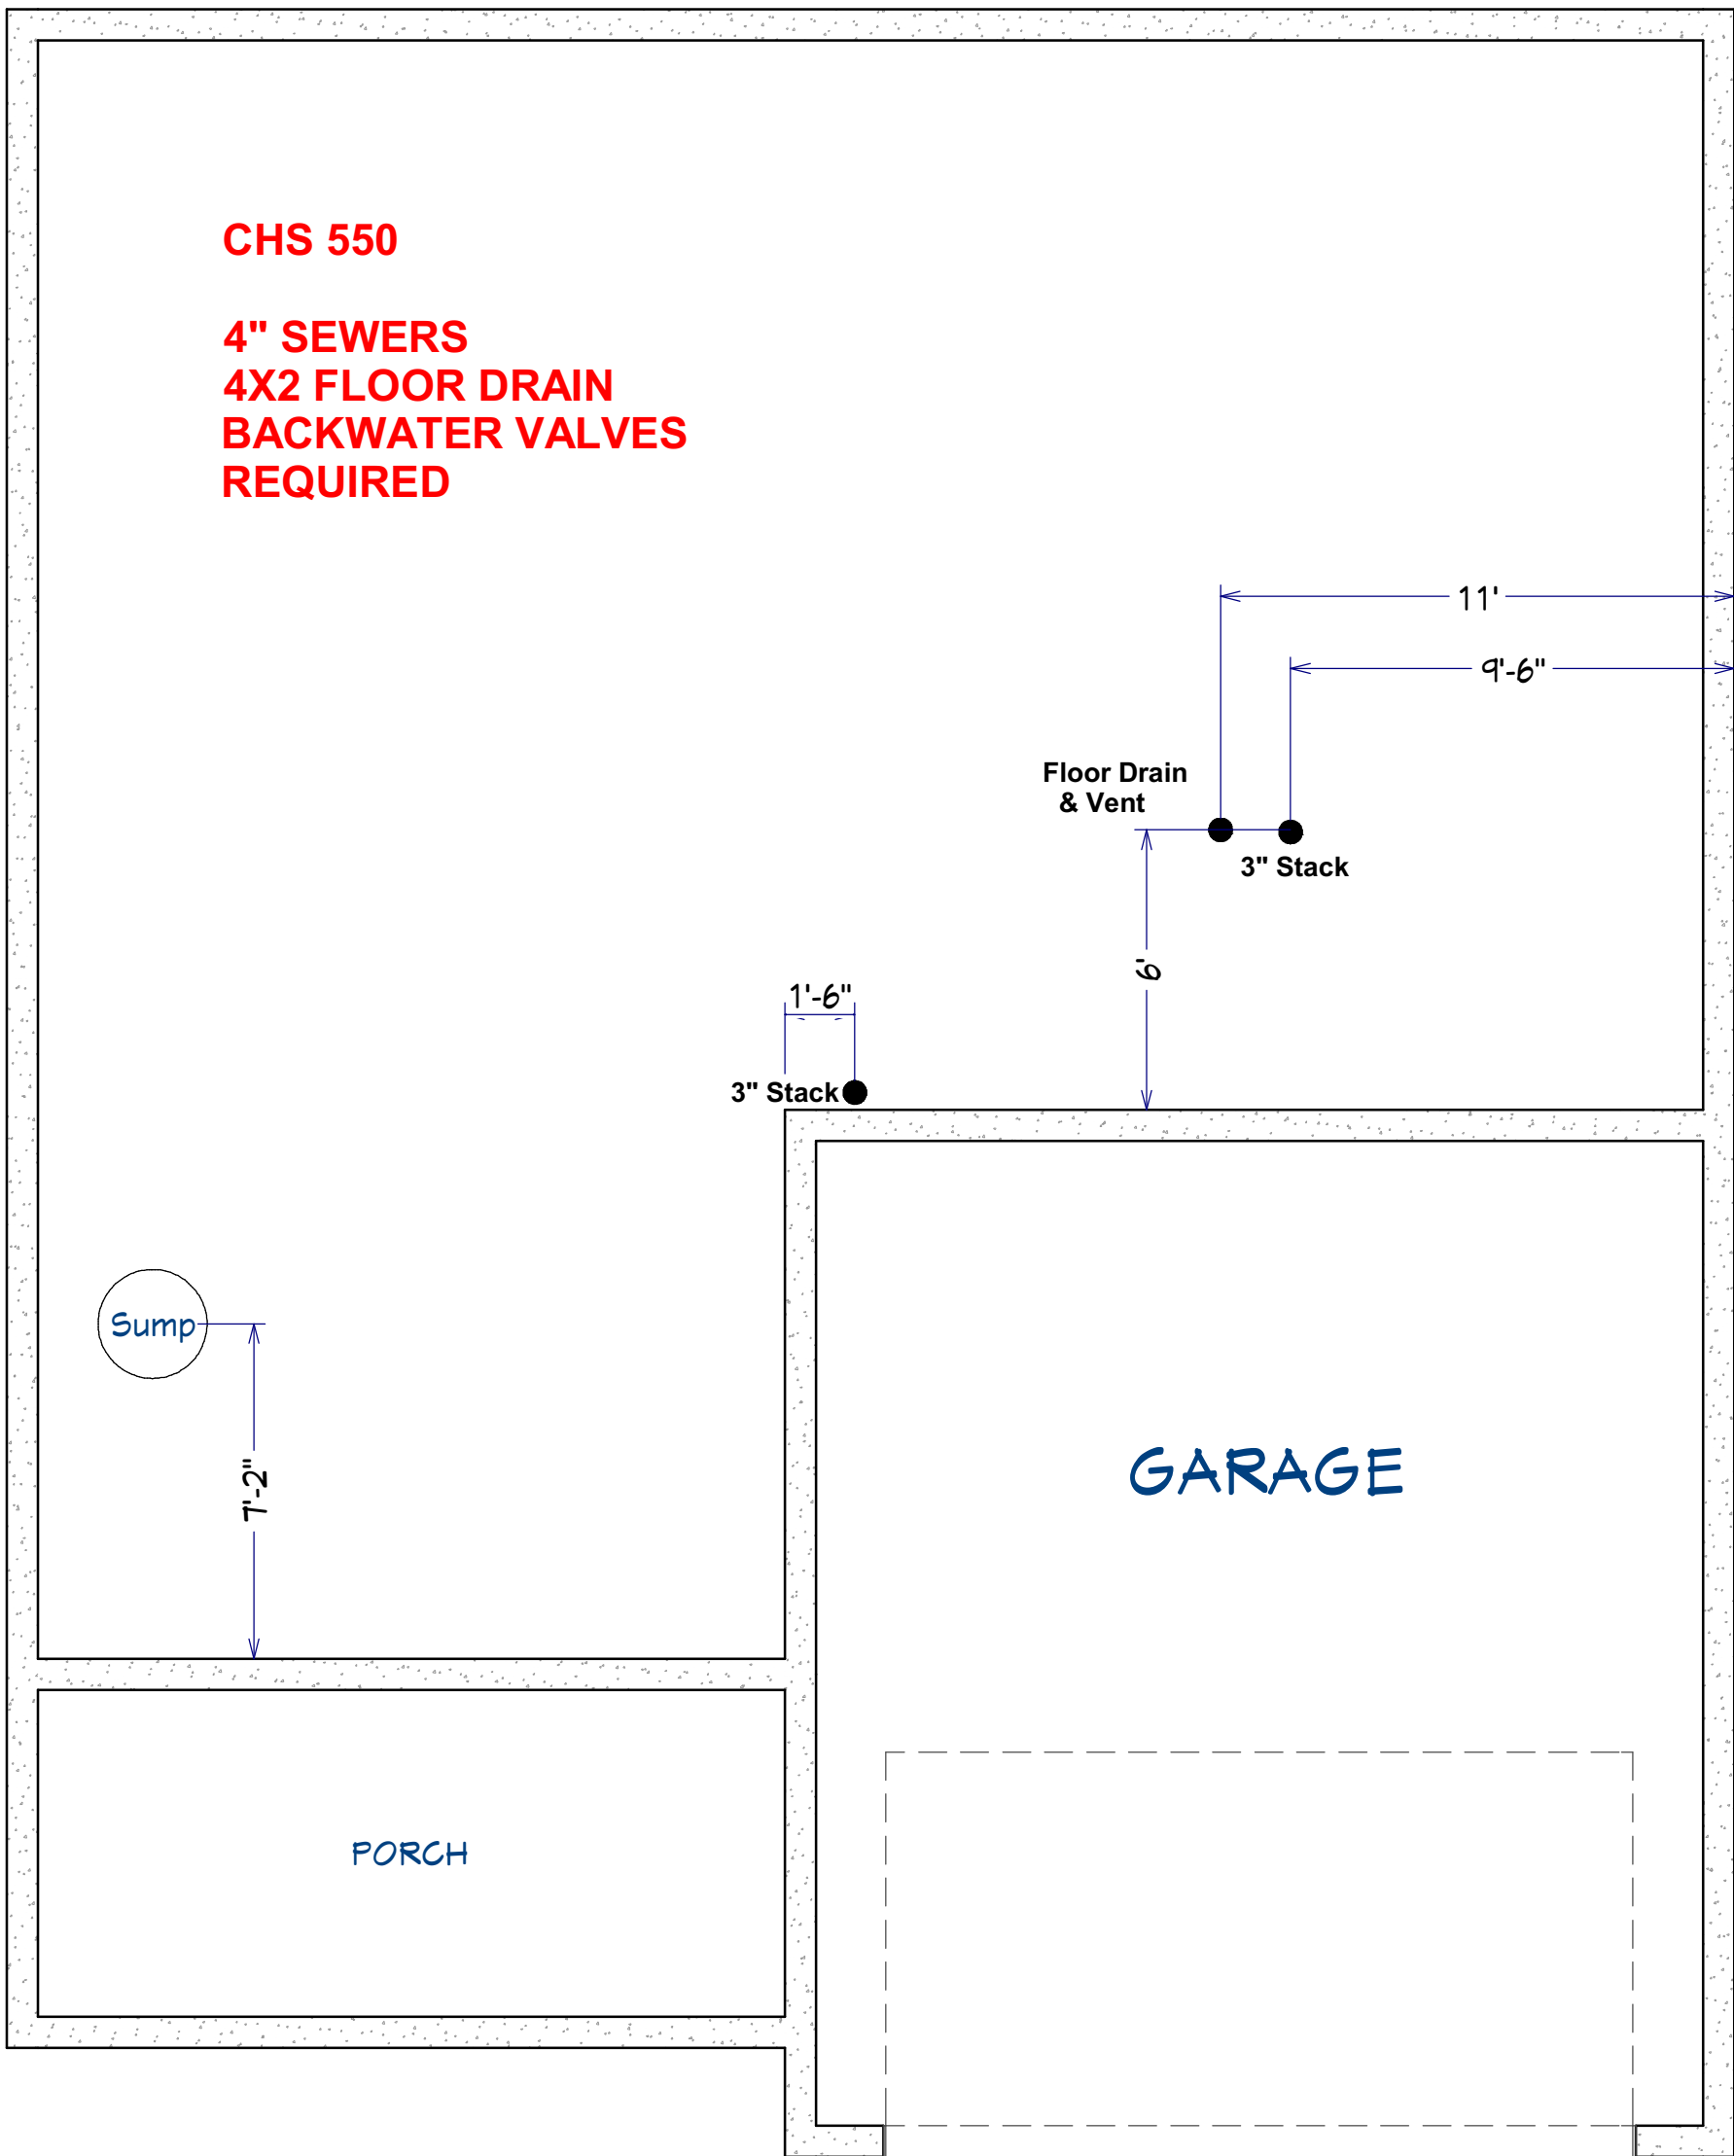 CHS 550
4" SEWERS
4X2 FLOOR DRAIN
BACKWATER VALVES
REQUIRED
11'
9'-6"
Floor Drain
& Vent
3" Stack
6'
1'-6"
3" Stack
Sump
7'-2"
GARAGE
PORCH